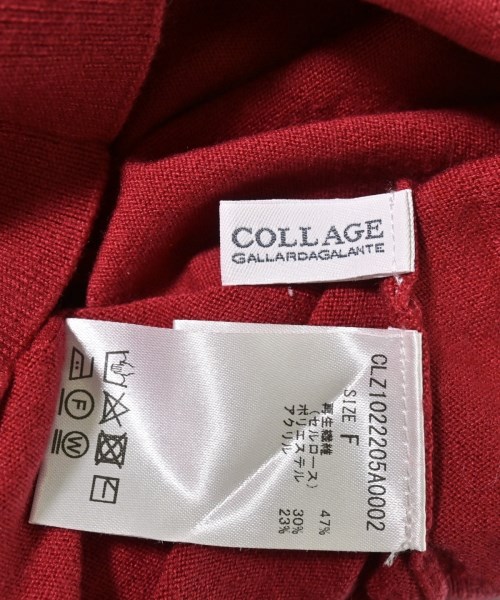 COLLAGE
GALLARDAGALANTE
CLZ1022205A0002
SIZE F
再生繊維
(セルロース) 47%
ポリエステル 30%
アクリル 23%
P
W